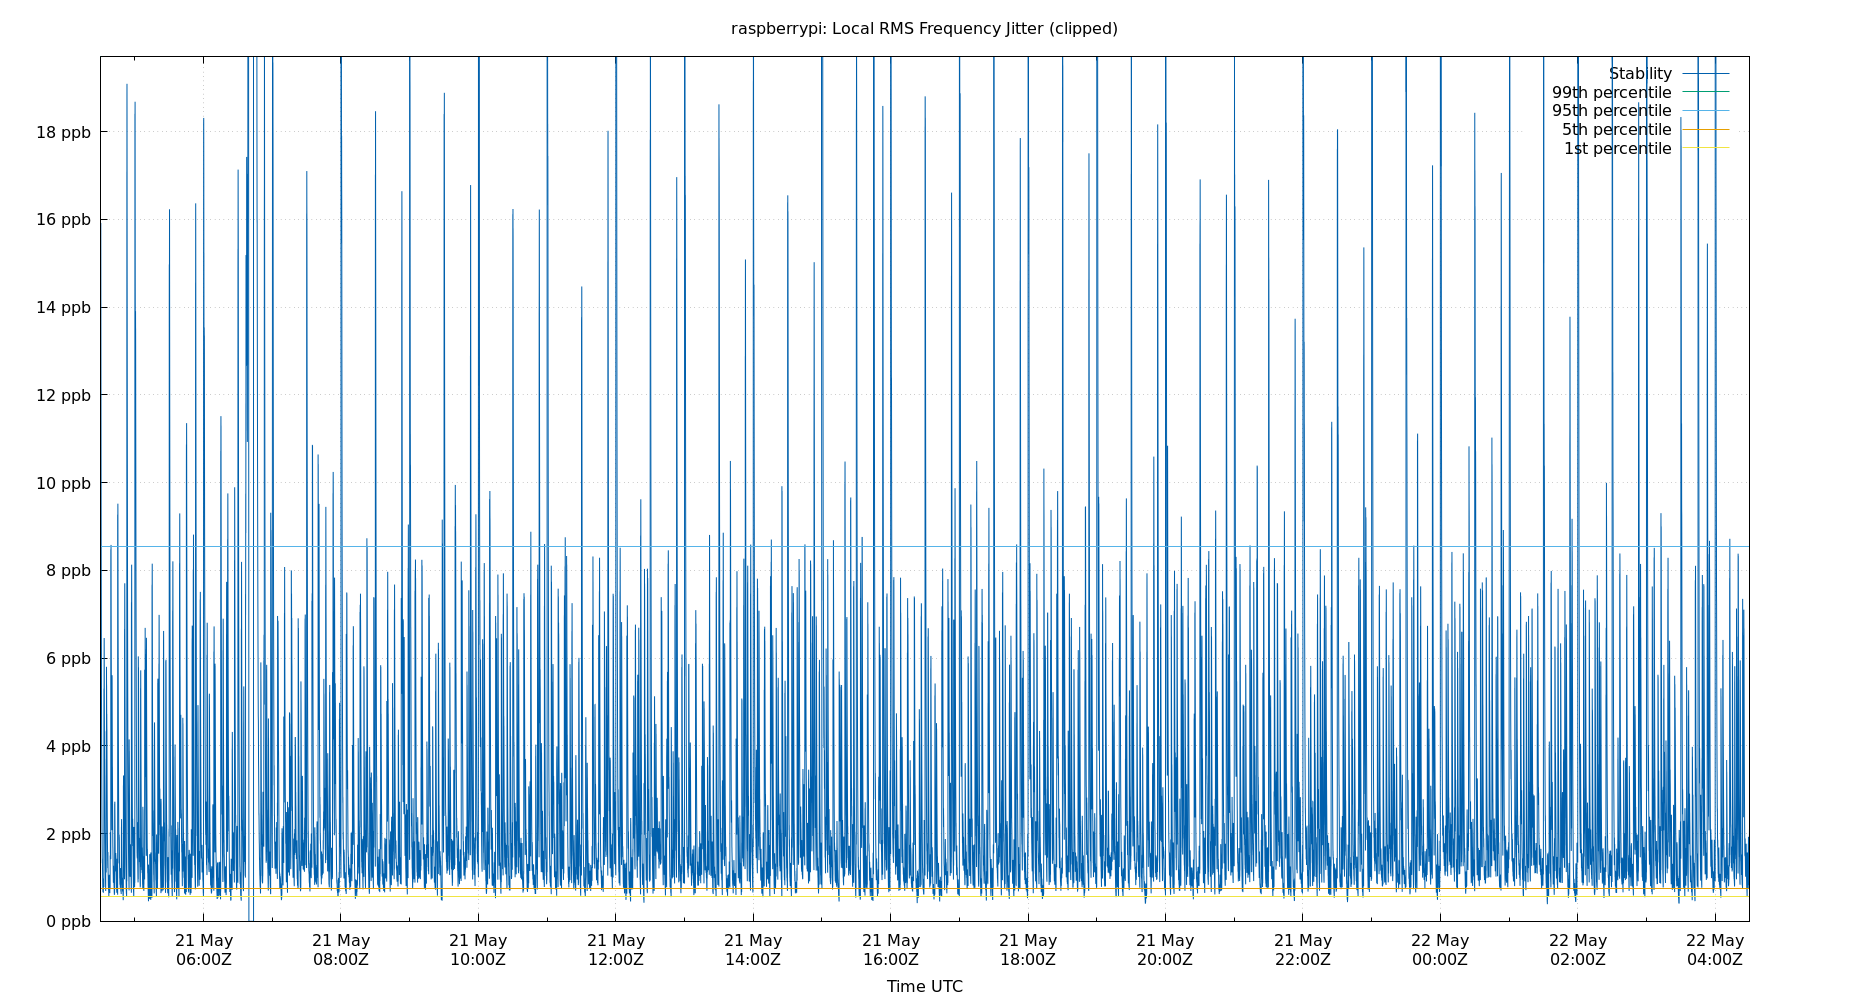 raspberrypi: Local RMS Frequency Jitter (clipped)
Stability
99th percentile
95th percentile
5th percentile
1st percentile
18 ppb
16 ppb
14 ppb
12 ppb
10 ppb
8 ppb
6 ppb
4 ppb
2 ppb
0 ppb
21 May 21 May 21 May 21 May 21 May 21 May 21 May 21 May 21 May 22 May 22 May 22 May
06:00Z 08:00Z 10:00Z 12:00Z 14:00Z 16:00Z 18:00Z 20:00Z 22:00Z 00:00Z 02:00Z 04:00Z
Time UTC